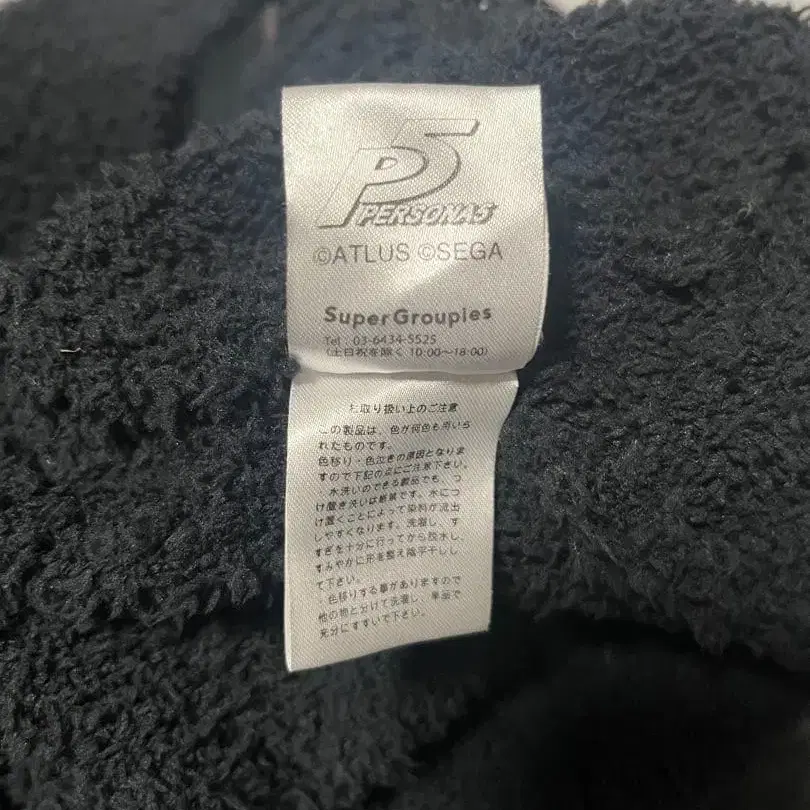 P5
PERSONA5
©ATLUS ©SEGA
SuperGroupies
Tel : 03-6434-5525
（土日祝を除く 10:00～18:00）
お取り扱い上のご注意
この製品は、色が何色も用いら
れたものです。
色移り・色泣きの原因となりま
すので下記の点にご注意下さい。
・水洗いのできる製品でも、つ
け置き洗いは厳禁です。水につ
け置くことによって染料が流出
しやすくなります。洗濯し、す
すぎを十分に行ってから脱水し、
すみやかに形を整え陰干しし
て下さい。
・色移りする事がありますので
他の物と分けて洗濯し、単品で
充分にすすいで下さい。